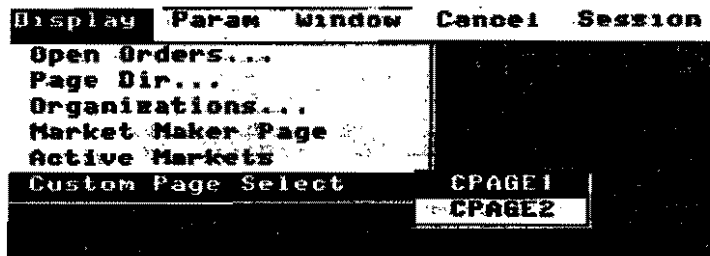 Display Param Window Cancel Session
Open Orders...
Page Dir...
Organizations...
Market Maker Page
Active Markets
Custom Page Select CPAGE1
CPAGE2